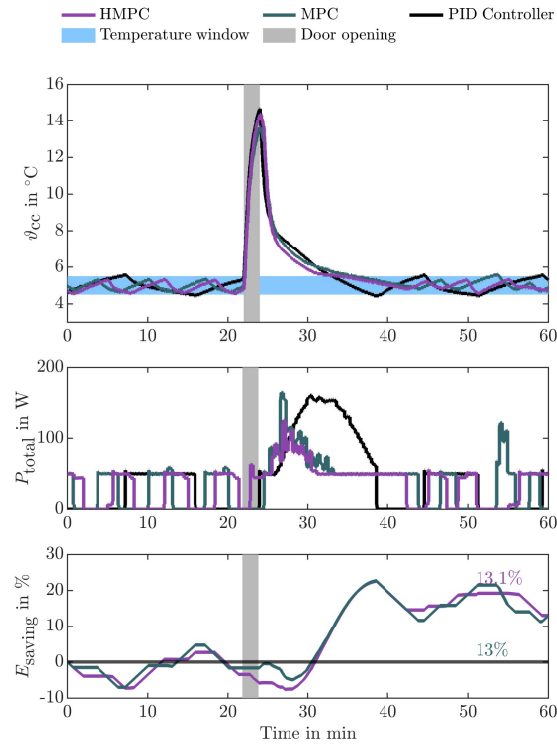 HMPC MPC PID Controller
Temperature window Door opening
16
14
12
10
8
6
4
ϑcc in °C
0 10 20 30 40 50 60
200
100
0
Ptotal in W
0 10 20 30 40 50 60
30
20
10
0
-10
Esaving in %
13.1%
13%
0 10 20 30 40 50 60
Time in min